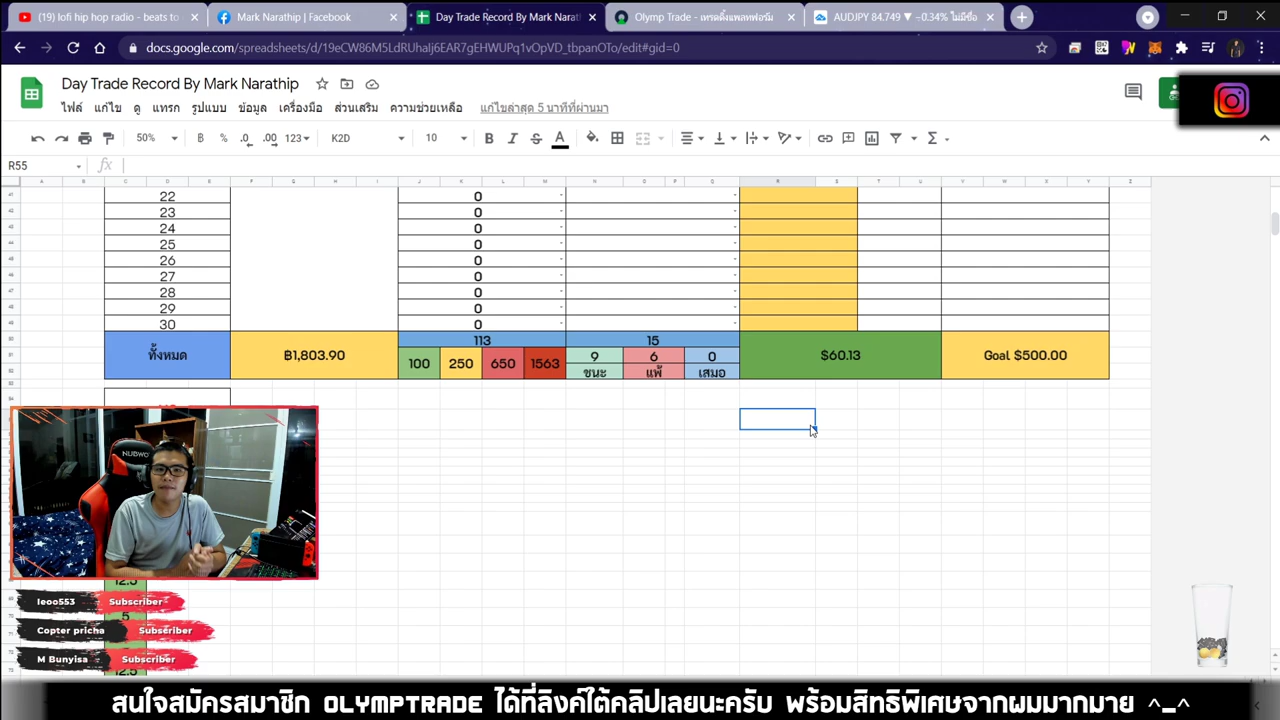 (19) lofi hip hop radio - beats to
Mark Narathip | Facebook
Day Trade Record By Mark Narat
Olymp Trade - เทรดดิ้งแพลทฟอร์ม
AUDJPY 84.749 ▼ −0.34% ไม่มีชื่อ
docs.google.com/spreadsheets/d/19eCW86M5LdRUhalj6EAR7gEHWUPq1vOpVD_tbpanOTo/edit#gid=0
Day Trade Record By Mark Narathip
ไฟล์ แก้ไข ดู แทรก รูปแบบ ข้อมูล เครื่องมือ ส่วนเสริม ความช่วยเหลือ แก้ไขล่าสุด 5 นาทีที่ผ่านมา
50% ฿ % .0 .00 123 K2D 10 B I S A Σ
R55 fx
22 0 -
23 0 -
24 0 -
25 0 -
26 0 -
27 0 -
28 0 -
29 0 -
30 0 -
ทั้งหมด ฿1,803.90 113 15 $60.13 Goal $500.00
100 250 650 1563 9 6 0
ชนะ แพ้ เสมอ
NUBWO
12.5
leoo553 Subscriber
5
Copter pricha Subscriber
M Bunyisa Subscriber
12.5
สนใจสมัครสมาชิก OLYMPTRADE ได้ที่ลิงค์ใต้คลิปเลยนะครับ พร้อมสิทธิพิเศษจากผมมากมาย ^_^